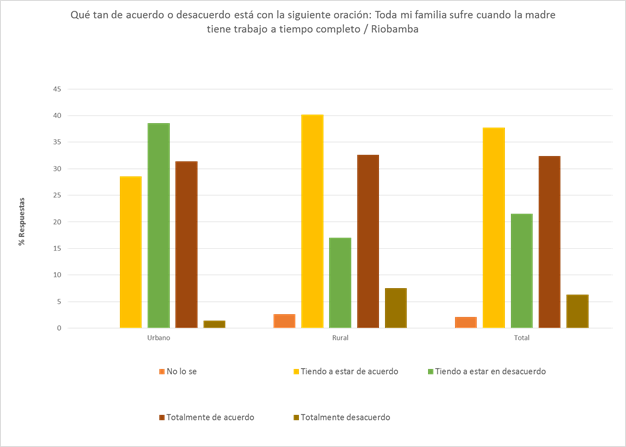 Qué tan de acuerdo o desacuerdo está con la siguiente oración: Toda mi familia sufre cuando la madre
tiene trabajo a tiempo completo / Riobamba
% Respuestas
45
40
35
30
25
20
15
10
5
0
Urbano Rural Total
No lo se Tiendo a estar de acuerdo Tiendo a estar en desacuerdo
Totalmente de acuerdo Totalmente desacuerdo